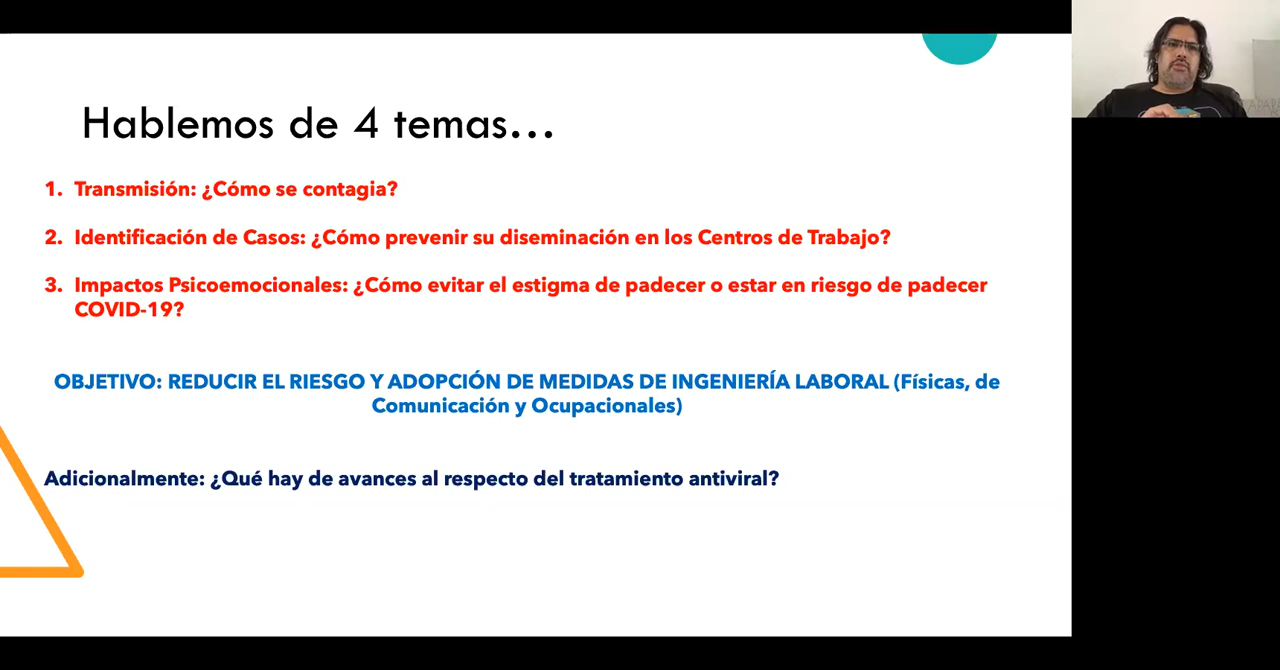 Hablemos de 4 temas...
1. Transmisión: ¿Cómo se contagia?
2. Identificación de Casos: ¿Cómo prevenir su diseminación en los Centros de Trabajo?
3. Impactos Psicoemocionales: ¿Cómo evitar el estigma de padecer o estar en riesgo de padecer
COVID-19?
OBJETIVO: REDUCIR EL RIESGO Y ADOPCIÓN DE MEDIDAS DE INGENIERÍA LABORAL (Físicas, de
Comunicación y Ocupacionales)
Adicionalmente: ¿Qué hay de avances al respecto del tratamiento antiviral?